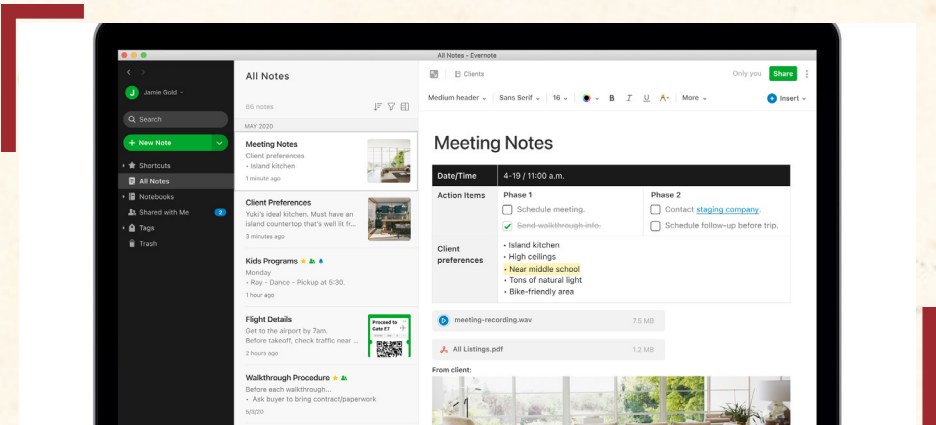 All Notes - Evernote
J Jamie Gold
Search
+ New Note
Shortcuts
All Notes
Notebooks
Shared with Me 2
Tags
Trash
All Notes
86 notes
MAY 2020
Meeting Notes
Client preferences
• Island kitchen
1 minute ago
Client Preferences
Yuki's ideal kitchen. Must have an
island countertop that's well lit fr...
3 minutes ago
Kids Programs
Monday
• Ray - Dance - Pickup at 5:30.
1 hour ago
Flight Details
Get to the airport by 7am.
Before takeoff, check traffic near ...
2 hours ago
Proceed to
Gate E7
Walkthrough Procedure
Before each walkthrough...
• Ask buyer to bring contract/paperwork
5/3/20
Clients
Only you Share
Medium header Sans Serif 16 B I U A More + Insert
Meeting Notes
Date/Time 4-19 / 11:00 a.m.
Action Items Phase 1 Phase 2
Schedule meeting. Contact staging company.
Send walkthrough info. Schedule follow-up before trip.
Client
preferences
• Island kitchen
• High ceilings
• Near middle school
• Tons of natural light
• Bike-friendly area
meeting-recording.wav 7.5 MB
All Listings.pdf 1.2 MB
From client: